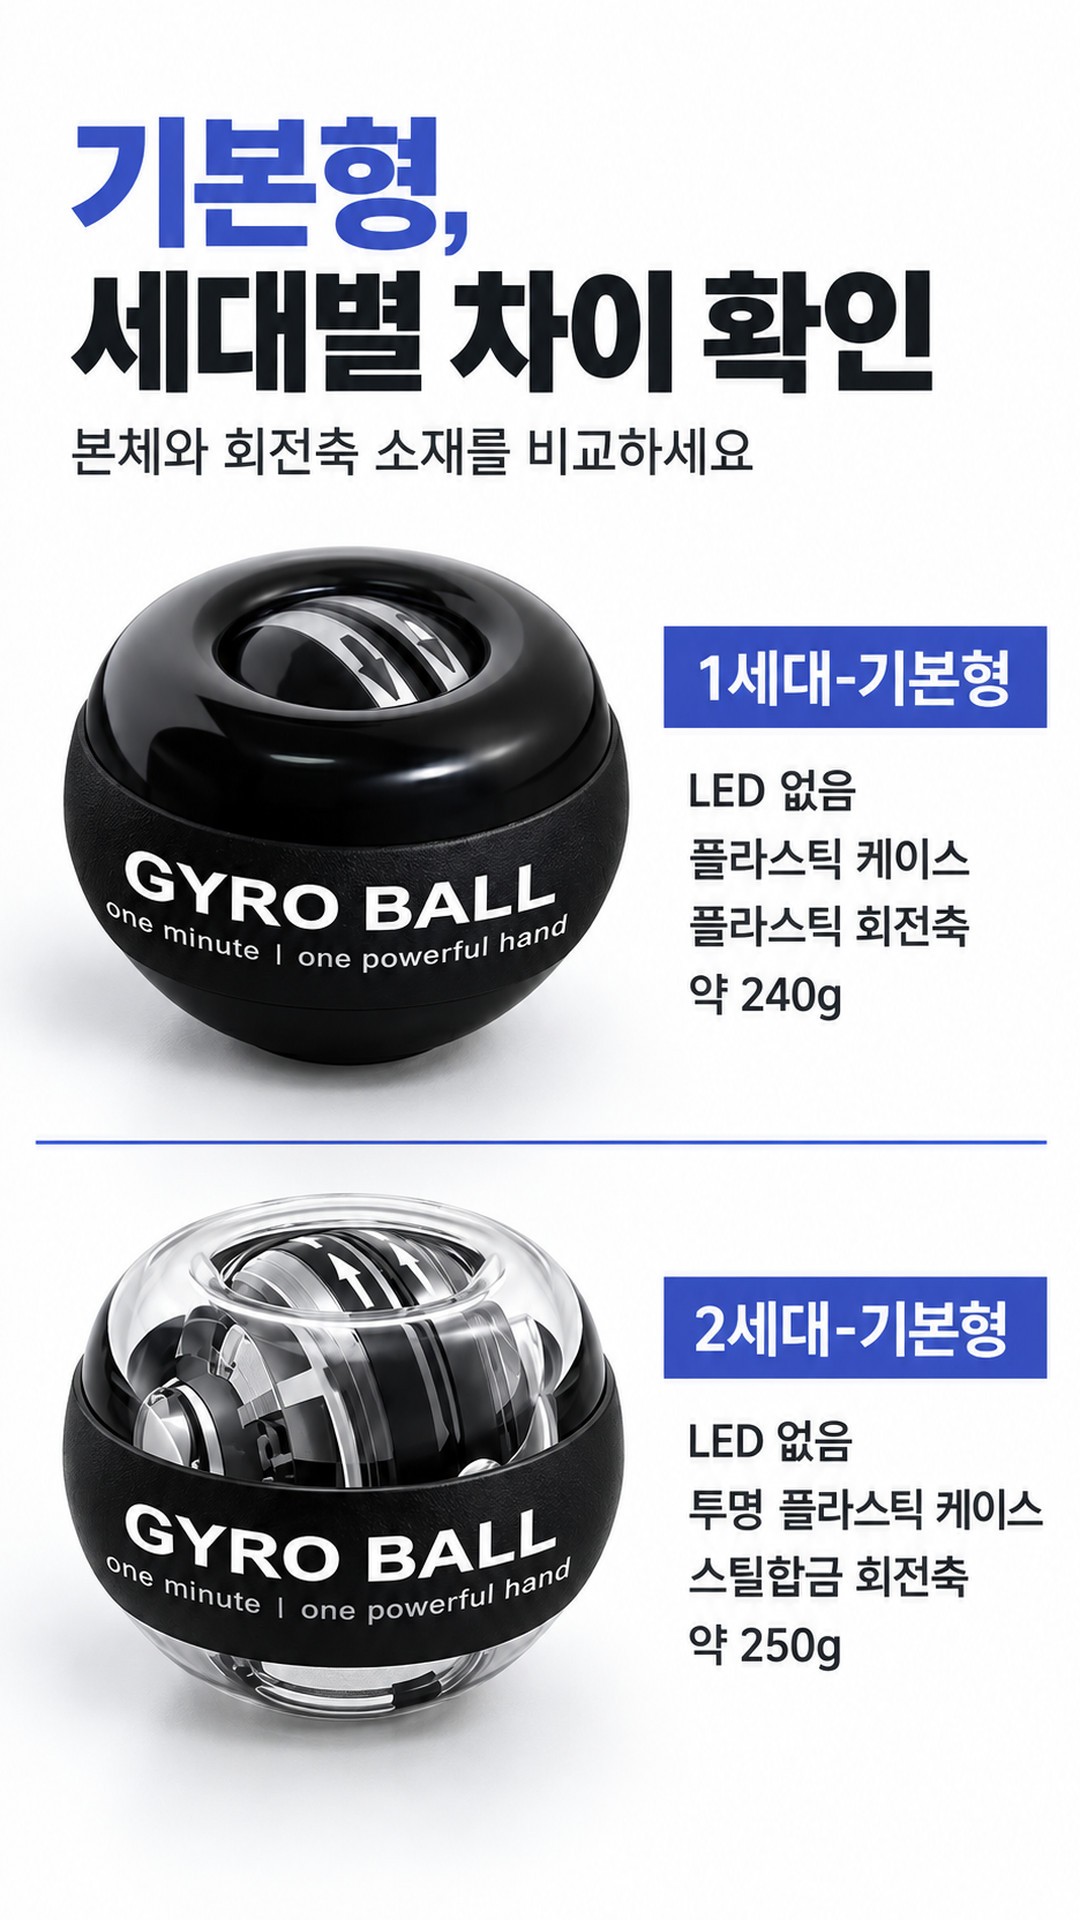 기본형,
세대별 차이 확인
본체와 회전축 소재를 비교하세요
GYRO BALL
one minute | one powerful hand
1세대-기본형
LED 없음
플라스틱 케이스
플라스틱 회전축
약 240g
GYRO BALL
one minute | one powerful hand
2세대-기본형
LED 없음
투명 플라스틱 케이스
스틸합금 회전축
약 250g